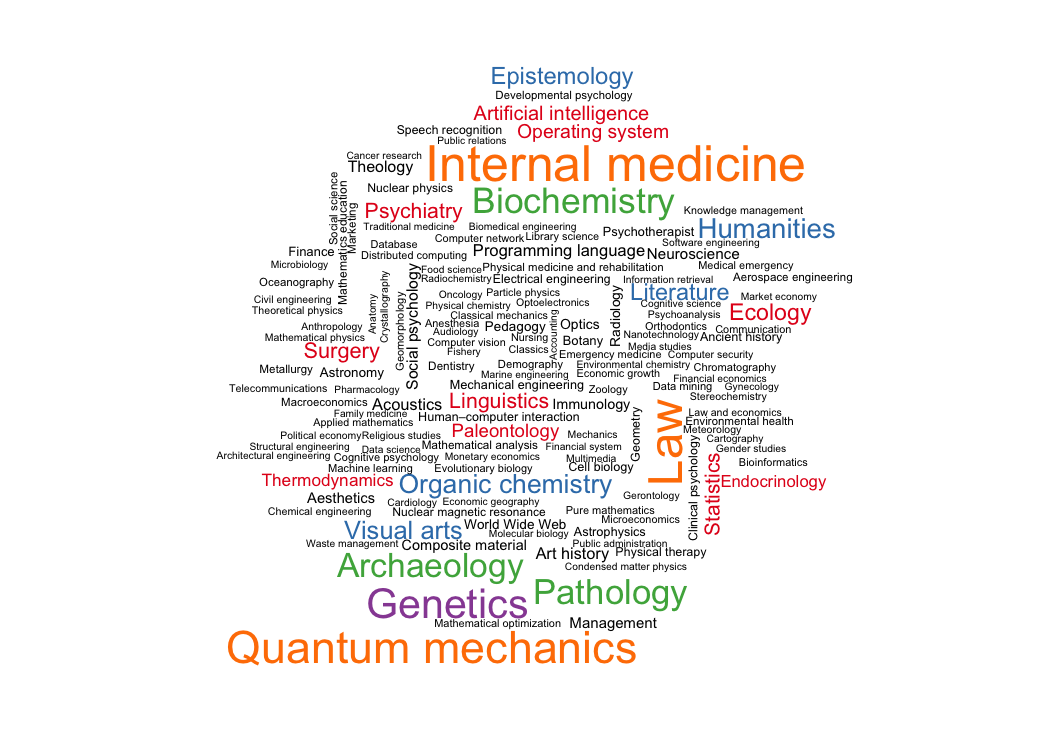 Epistemology
Developmental psychology
Artificial intelligence
Speech recognition
Operating system
Public relations
Internal medicine
Cancer research
Theology
Nuclear physics
Biochemistry
Social science
Mathematics education
Marketing
Psychiatry
Knowledge management
Traditional medicine
Biomedical engineering
Psychotherapist
Humanities
Computer network
Library science
Software engineering
Database
Finance
Distributed computing
Programming language
Neuroscience
Microbiology
Food science
Physical medicine and rehabilitation
Medical emergency
Oceanography
Radiochemistry
Electrical engineering
Information retrieval
Aerospace engineering
Social psychology
Anatomy
Crystallography
Geomorphology
Oncology
Particle physics
Literature
Market economy
Civil engineering
Physical chemistry
Optoelectronics
Radiology
Cognitive science
Theoretical physics
Classical mechanics
Psychoanalysis
Ecology
Anthropology
Anesthesia
Pedagogy
Accounting
Optics
Orthodontics
Communication
Audiology
Nanotechnology
Mathematical physics
Nursing
Botany
Ancient history
Computer vision
Media studies
Surgery
Fishery
Classics
Emergency medicine
Computer security
Metallurgy
Astronomy
Dentistry
Demography
Environmental chemistry
Chromatography
Marine engineering
Economic growth
Financial economics
Telecommunications
Pharmacology
Mechanical engineering
Zoology
Data mining
Gynecology
Stereochemistry
Macroeconomics
Acoustics
Linguistics
Immunology
Law
Family medicine
Human–computer interaction
Geometry
Law and economics
Applied mathematics
Environmental health
Meteorology
Political economy
Religious studies
Paleontology
Mechanics
Cartography
Structural engineering
Data science
Mathematical analysis
Financial system
Gender studies
Architectural engineering
Cognitive psychology
Monetary economics
Multimedia
Clinical psychology
Statistics
Bioinformatics
Machine learning
Evolutionary biology
Cell biology
Thermodynamics
Organic chemistry
Endocrinology
Aesthetics
Cardiology
Economic geography
Gerontology
Chemical engineering
Nuclear magnetic resonance
Pure mathematics
Microeconomics
Visual arts
World Wide Web
Molecular biology
Astrophysics
Waste management
Composite material
Public administration
Art history
Physical therapy
Archaeology
Condensed matter physics
Pathology
Genetics
Mathematical optimization
Management
Quantum mechanics